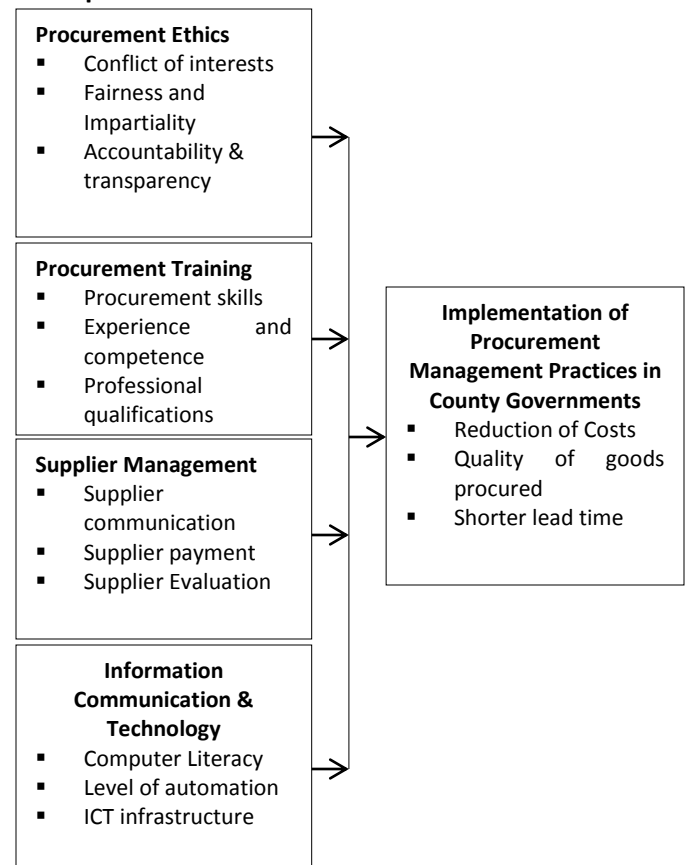 Procurement Ethics
▪ Conflict of interests
▪ Fairness and
Impartiality
▪ Accountability &
transparency
Procurement Training
▪ Procurement skills
▪ Experience and
competence
▪ Professional
qualifications
Supplier Management
▪ Supplier
communication
▪ Supplier payment
▪ Supplier Evaluation
Information
Communication &
Technology
▪ Computer Literacy
▪ Level of automation
▪ ICT infrastructure
Implementation of
Procurement
Management Practices in
County Governments
▪ Reduction of Costs
▪ Quality of goods
procured
▪ Shorter lead time